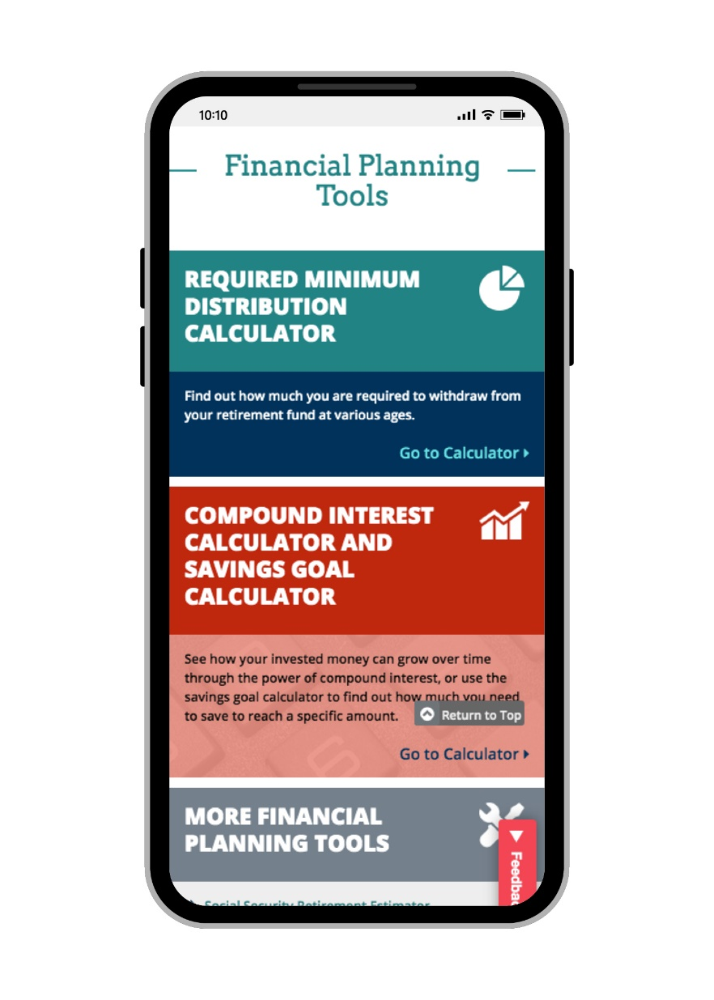 10:10
Financial Planning
Tools
REQUIRED MINIMUM
DISTRIBUTION
CALCULATOR
Find out how much you are required to withdraw from
your retirement fund at various ages.
Go to Calculator
COMPOUND INTEREST
CALCULATOR AND
SAVINGS GOAL
CALCULATOR
See how your invested money can grow over time
through the power of compound interest, or use the
savings goal calculator to find out how much you need
to save to reach a specific amount.
Return to Top
Go to Calculator
MORE FINANCIAL
PLANNING TOOLS
Feedbac
Social Security Retirement Estimator